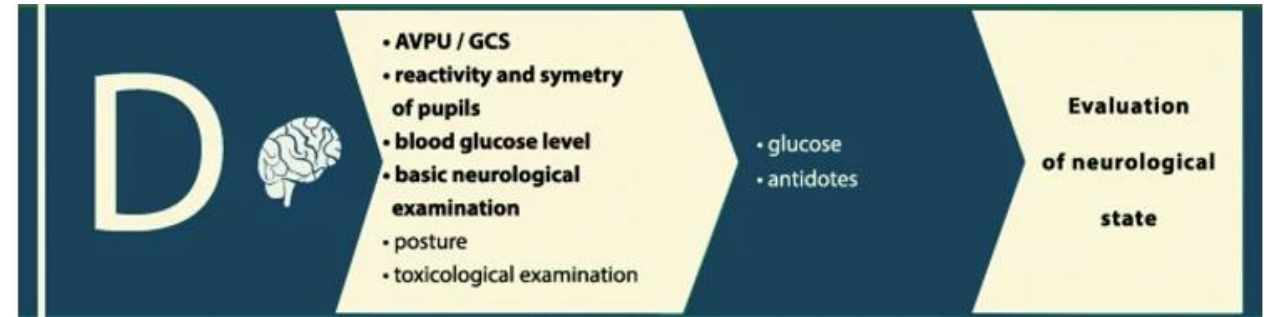 D
• AVPU / GCS
• reactivity and symetry
of pupils
• blood glucose level
• basic neurological
examination
• posture
• toxicological examination
• glucose
• antidotes
Evaluation
of neurological
state